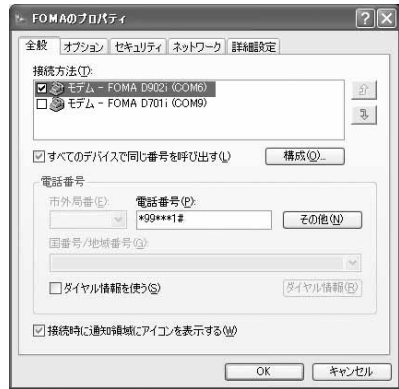 FOMAのプロパティ
全般 オプション セキュリティ ネットワーク 詳細設定
接続方法(T):
モデム - FOMA D902i (COM6)
モデム - FOMA D701i (COM9)
すべてのデバイスで同じ番号を呼び出す(L) 構成(O)...
電話番号
市外局番(E): 電話番号(P):
*99***1# その他(N)
国番号/地域番号(G):
ダイヤル情報を使う(S) ダイヤル情報(R)
接続時に通知領域にアイコンを表示する(W)
OK キャンセル